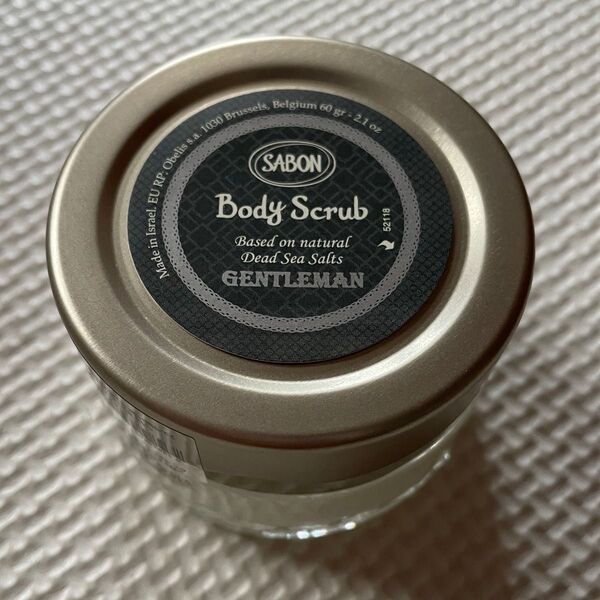 Made in Israel. EU RP: Obelis s.a. 1030 Brussels, Belgium 60 gr - 2.1 oz
SABON
Body Scrub
Based on natural
Dead Sea Salts
GENTLEMAN
52118